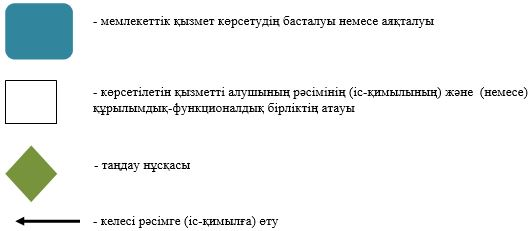 - мемлекеттік қызмет көрсетудің басталуы немесе аяқталуы
- көрсетілетін қызметті алушының рәсімінің (іс-қимылының) және (немесе)
құрылымдық-функционалдық бірліктің атауы
- таңдау нұсқасы
- келесі рәсімге (іс-қимылға) өту